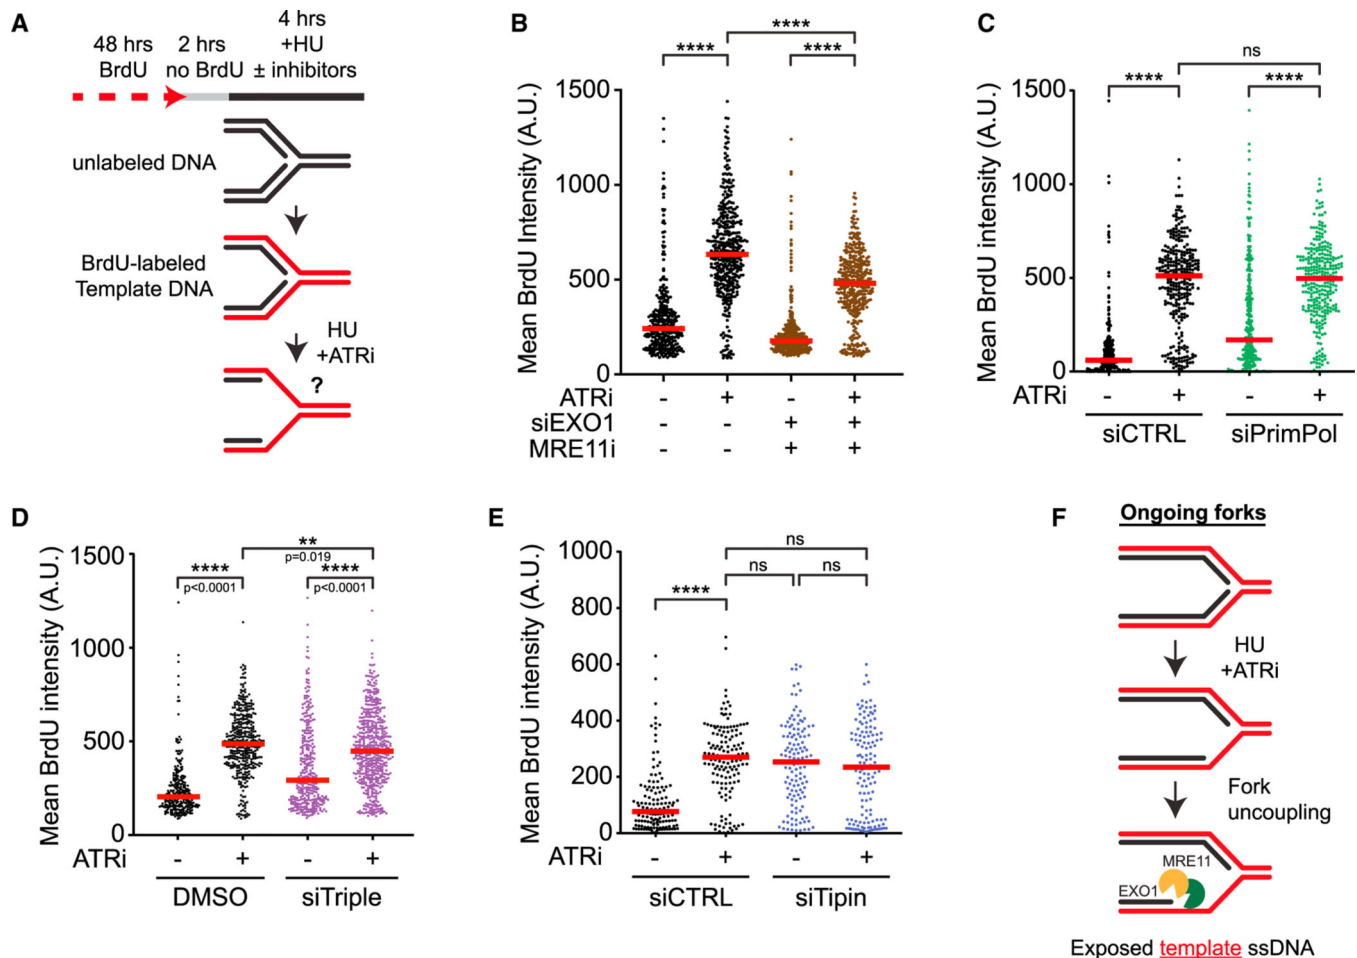 A
48 hrs
BrdU
2 hrs
no BrdU
4 hrs
+HU
± inhibitors
unlabeled DNA
BrdU-labeled
Template DNA
HU
+ATRi
?
B
****
**** ****
Mean BrdU Intensity (A.U.)
1500
1000
500
0
ATRi - + - +
siEXO1 - - + +
MRE11i - - + +
C
ns
**** ****
Mean BrdU intensity (A.U.)
1500
1000
500
0
ATRi - + - +
siCTRL siPrimPol
D
**
p=0.019
**** ****
p<0.0001 p<0.0001
Mean BrdU intensity (A.U.)
1500
1000
500
0
ATRi - + - +
DMSO siTriple
E
ns
ns ns
****
Mean BrdU intensity (A.U.)
1000
800
600
400
200
0
ATRi - + - +
siCTRL siTipin
F
Ongoing forks
HU
+ATRi
Fork
uncoupling
MRE11
EXO1
Exposed template ssDNA